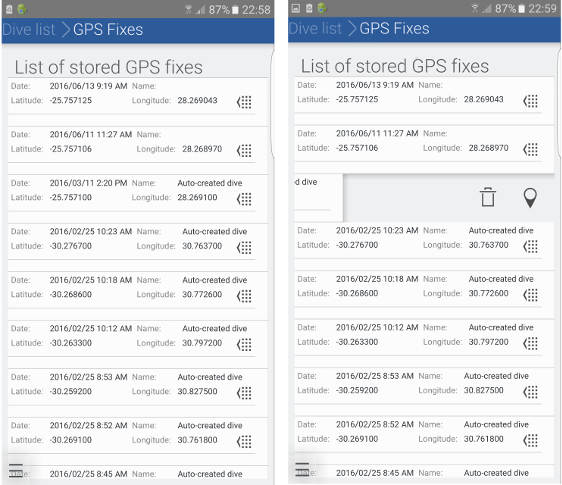 87% 22:58
Dive list GPS Fixes
List of stored GPS fixes
Date: 2016/06/13 9:19 AM Name:
Latitude: -25.757125 Longitude: 28.269043
Date: 2016/06/11 11:27 AM Name:
Latitude: -25.757106 Longitude: 28.268970
Date: 2016/03/11 2:20 PM Name: Auto-created dive
Latitude: -25.757100 Longitude: 28.269100
Date: 2016/02/25 10:23 AM Name: Auto-created dive
Latitude: -30.276700 Longitude: 30.763700
Date: 2016/02/25 10:18 AM Name: Auto-created dive
Latitude: -30.268600 Longitude: 30.772600
Date: 2016/02/25 10:12 AM Name: Auto-created dive
Latitude: -30.263300 Longitude: 30.797200
Date: 2016/02/25 8:53 AM Name: Auto-created dive
Latitude: -30.259200 Longitude: 30.827500
Date: 2016/02/25 8:52 AM Name: Auto-created dive
Latitude: -30.269100 Longitude: 30.761800
Date: 2016/02/25 8:45 AM Name: Auto-created dive
87% 22:59
Dive list GPS Fixes
List of stored GPS fixes
Date: 2016/06/13 9:19 AM Name:
Latitude: -25.757125 Longitude: 28.269043
Date: 2016/06/11 11:27 AM Name:
Latitude: -25.757106 Longitude: 28.268970
d dive
Date: 2016/02/25 10:23 AM Name: Auto-created dive
Latitude: -30.276700 Longitude: 30.763700
Date: 2016/02/25 10:18 AM Name: Auto-created dive
Latitude: -30.268600 Longitude: 30.772600
Date: 2016/02/25 10:12 AM Name: Auto-created dive
Latitude: -30.263300 Longitude: 30.797200
Date: 2016/02/25 8:53 AM Name: Auto-created dive
Latitude: -30.259200 Longitude: 30.827500
Date: 2016/02/25 8:52 AM Name: Auto-created dive
Latitude: -30.269100 Longitude: 30.761800
Date: 2016/02/25 8:45 AM Name: Auto-created dive